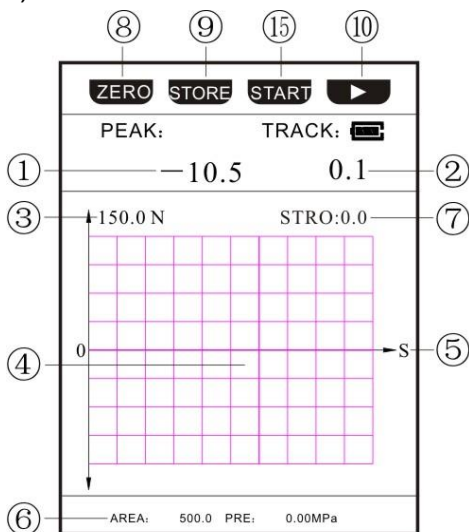 ⑧ ⑨ ⑮ ⑩
ZERO STORE START
PEAK: TRACK:
① —10.5 0.1 ②
③ 150.0 N STRO:0.0 ⑦
0 S ⑤
④
⑥ AREA: 500.0 PRE: 0.00MPa